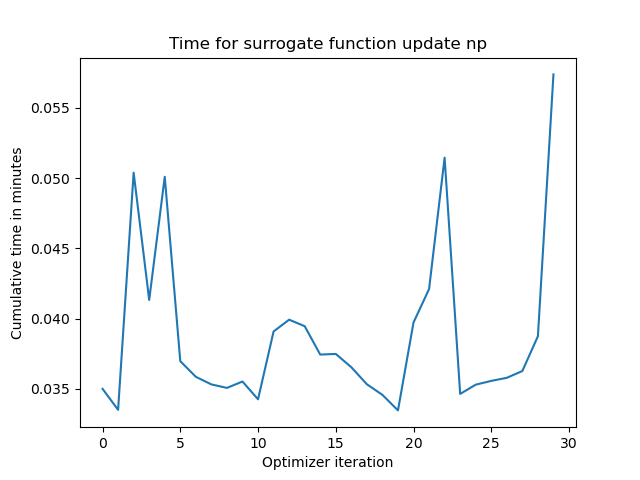 Time for surrogate function update np
Cumulative time in minutes
0.055
0.050
0.045
0.040
0.035
0 5 10 15 20 25 30
Optimizer iteration